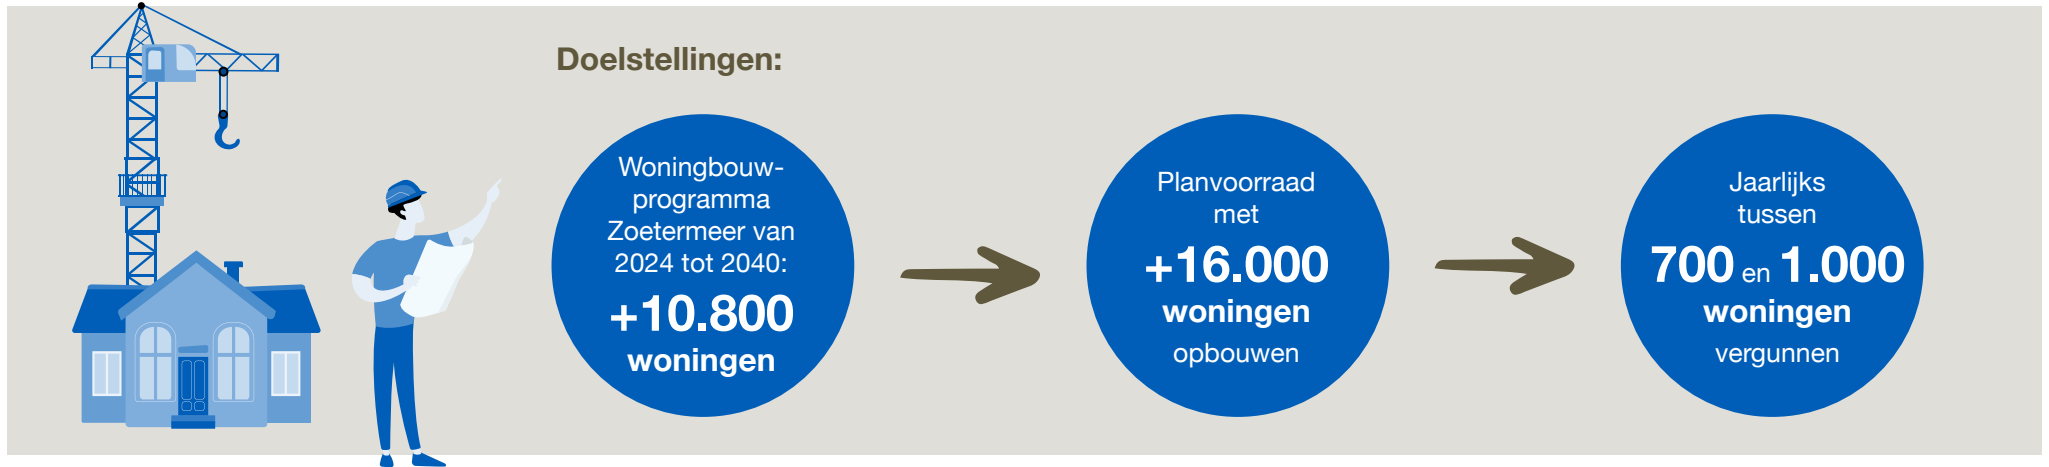 Doelstellingen:
Woningbouw-
programma
Zoetermeer van
2024 tot 2040:
+10.800
woningen
Planvoorraad
met
+16.000
woningen
opbouwen
Jaarlijks
tussen
700 en 1.000
woningen
vergunnen